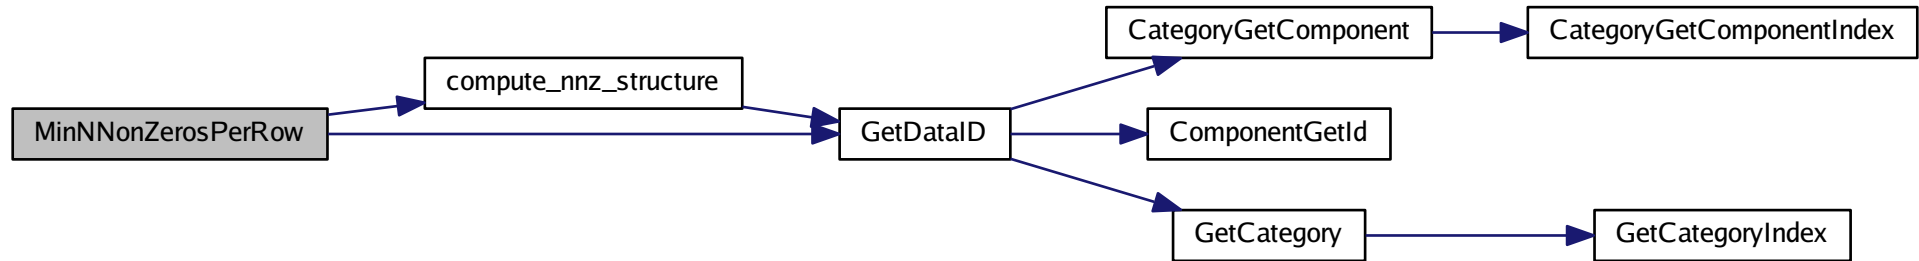 MinNNonZerosPerRow
compute_nnz_structure
GetDataID
CategoryGetComponent
CategoryGetComponentIndex
ComponentGetId
GetCategory
GetCategoryIndex